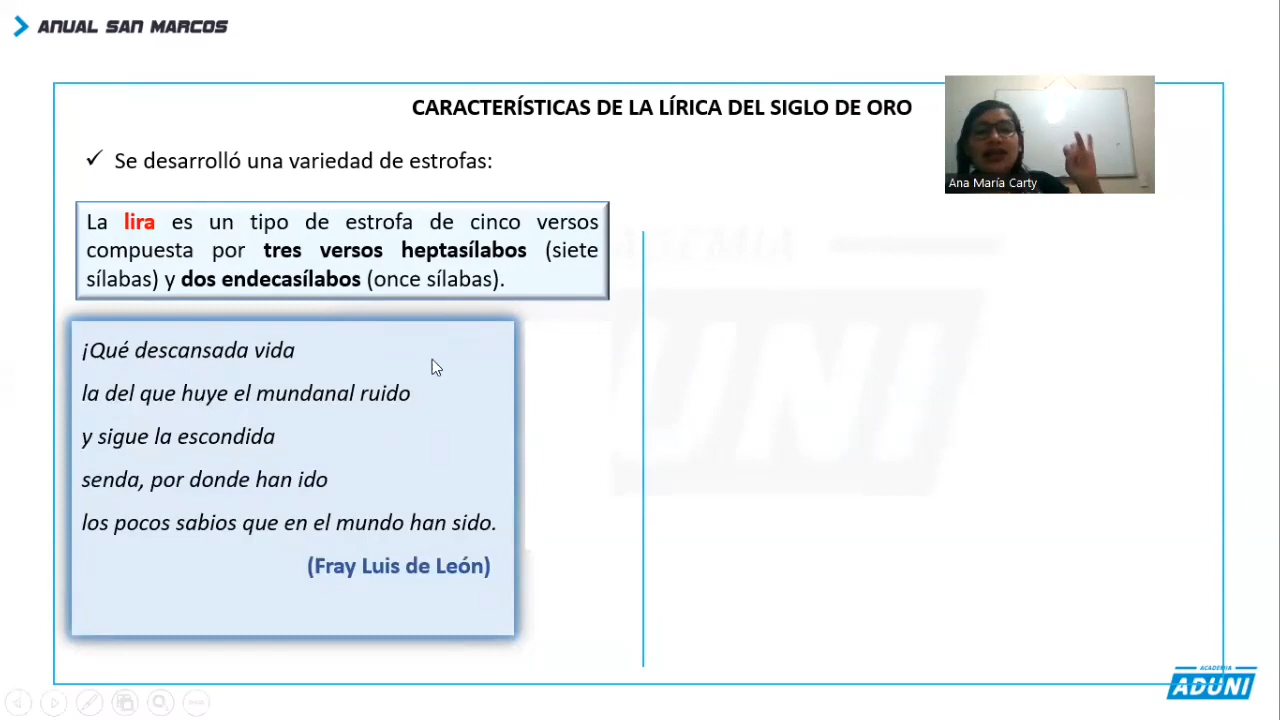 ANUAL SAN MARCOS
CARACTERÍSTICAS DE LA LÍRICA DEL SIGLO DE ORO
✓ Se desarrolló una variedad de estrofas:
Ana María Carty
La lira es un tipo de estrofa de cinco versos
compuesta por tres versos heptasílabos (siete
sílabas) y dos endecasílabos (once sílabas).
¡Qué descansada vida
la del que huye el mundanal ruido
y sigue la escondida
senda, por donde han ido
los pocos sabios que en el mundo han sido.
(Fray Luis de León)
ACADEMIA
ADUNI